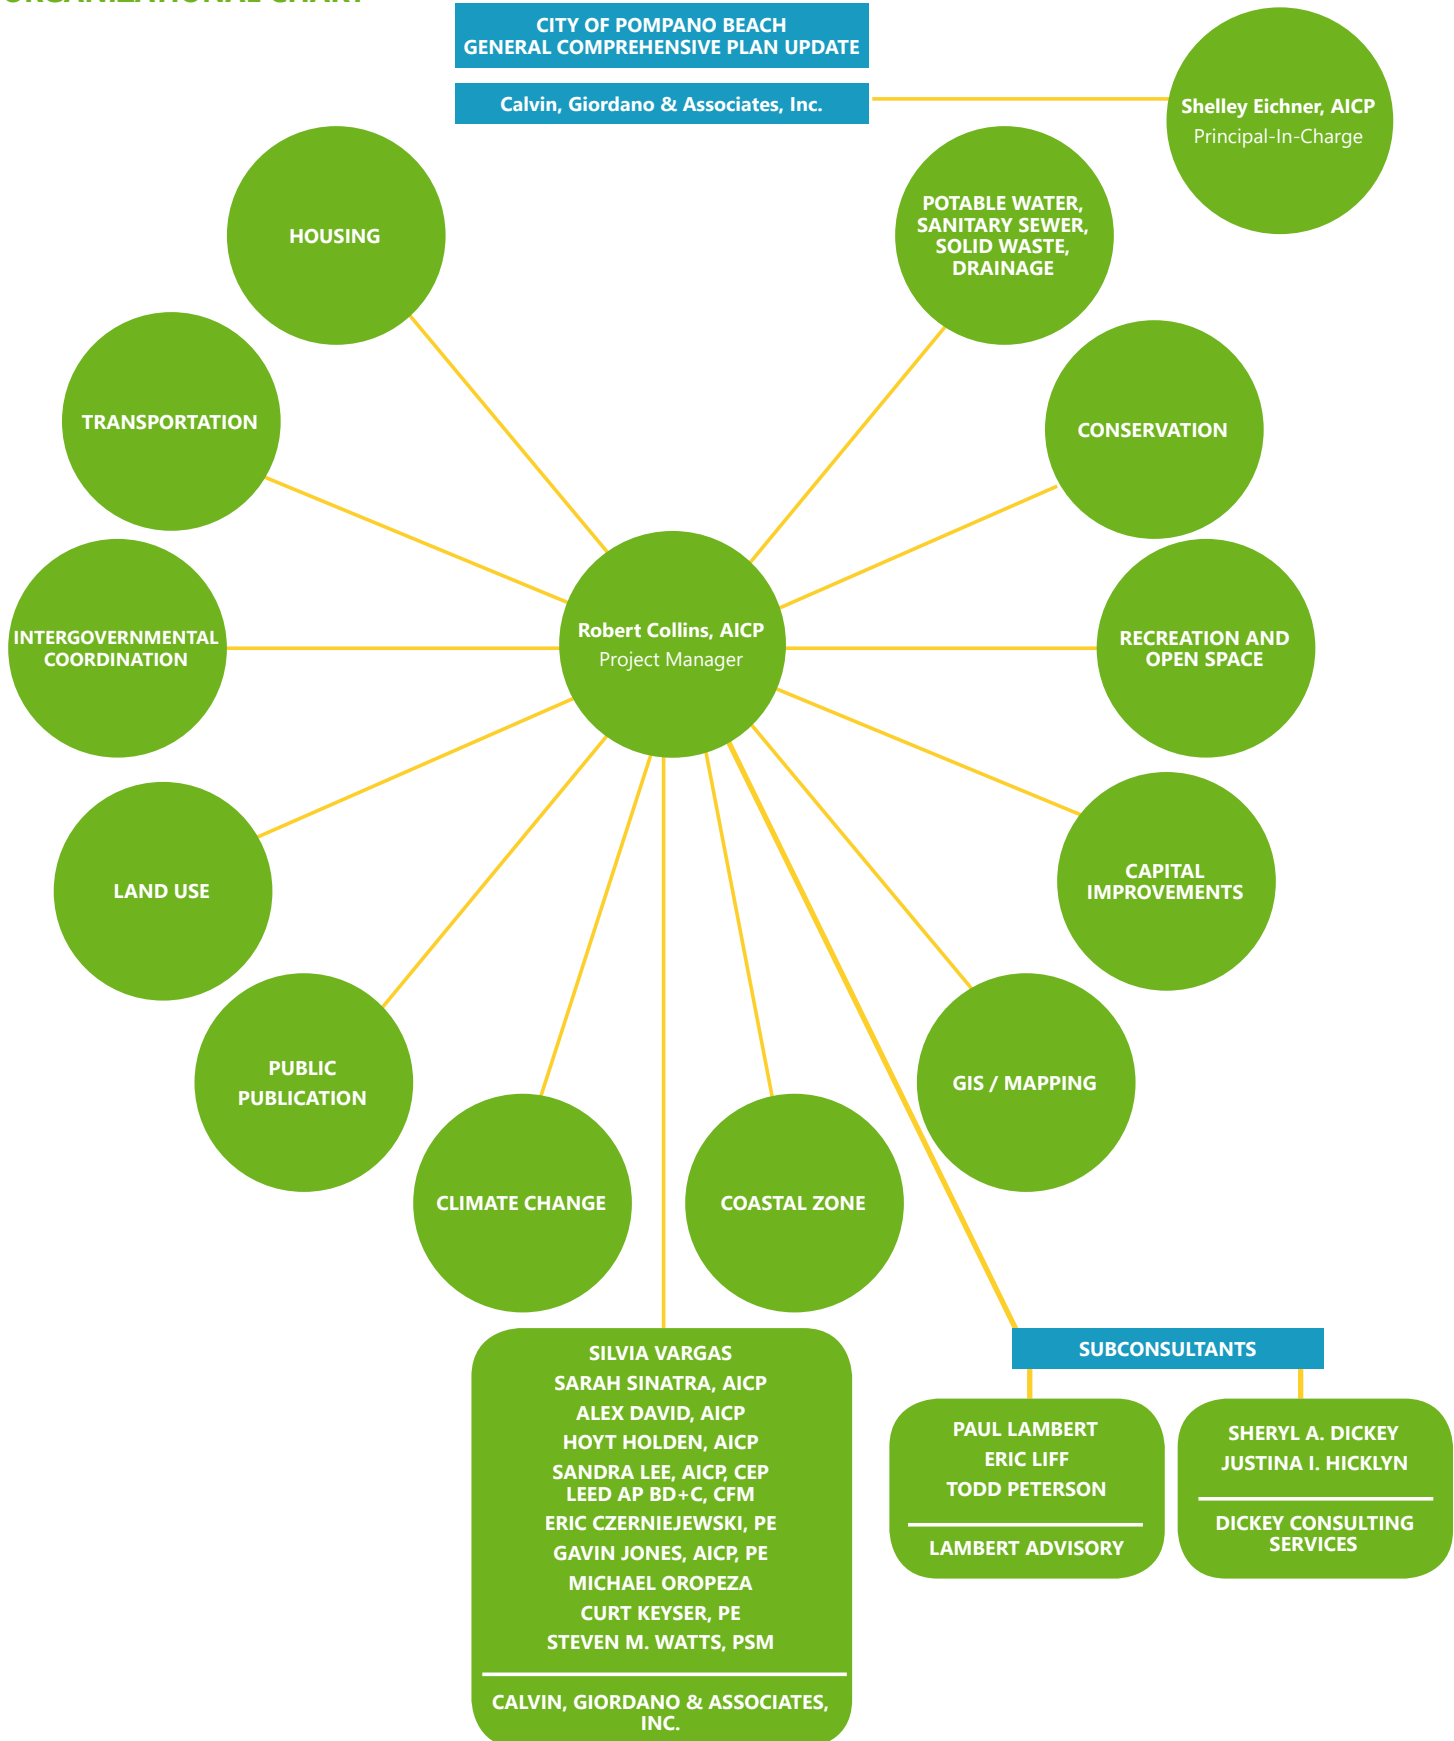 ORGANIZATIONAL CHART
CITY OF POMPANO BEACH
GENERAL COMPREHENSIVE PLAN UPDATE
Calvin, Giordano & Associates, Inc.
Shelley Eichner, AICP
Principal-In-Charge
HOUSING
POTABLE WATER,
SANITARY SEWER,
SOLID WASTE,
DRAINAGE
TRANSPORTATION
CONSERVATION
INTERGOVERNMENTAL
COORDINATION
Robert Collins, AICP
Project Manager
RECREATION AND
OPEN SPACE
LAND USE
CAPITAL
IMPROVEMENTS
PUBLIC
PUBLICATION
GIS / MAPPING
CLIMATE CHANGE
COASTAL ZONE
SILVIA VARGAS
SARAH SINATRA, AICP
ALEX DAVID, AICP
HOYT HOLDEN, AICP
SANDRA LEE, AICP, CEP
LEED AP BD+C, CFM
ERIC CZERNIEJEWSKI, PE
GAVIN JONES, AICP, PE
MICHAEL OROPEZA
CURT KEYSER, PE
STEVEN M. WATTS, PSM
CALVIN, GIORDANO & ASSOCIATES,
INC.
SUBCONSULTANTS
PAUL LAMBERT
ERIC LIFF
TODD PETERSON
LAMBERT ADVISORY
SHERYL A. DICKEY
JUSTINA I. HICKLYN
DICKEY CONSULTING
SERVICES